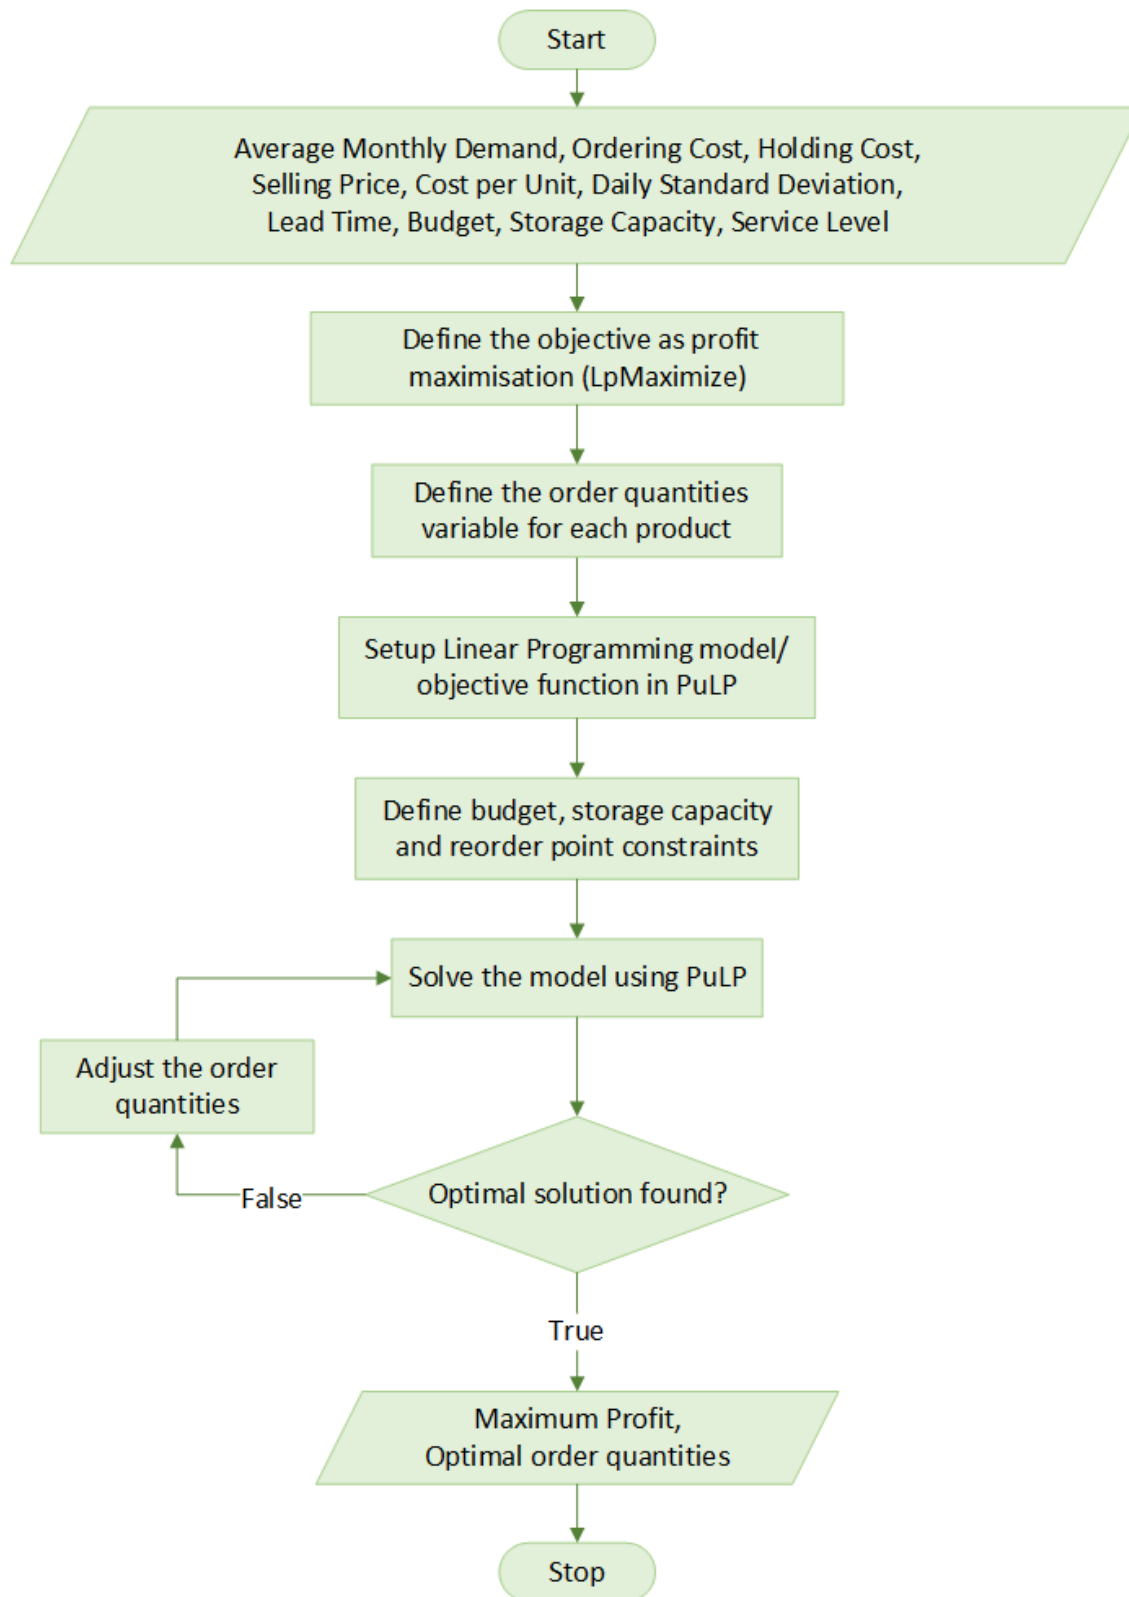 Start
Average Monthly Demand, Ordering Cost, Holding Cost,
Selling Price, Cost per Unit, Daily Standard Deviation,
Lead Time, Budget, Storage Capacity, Service Level
Define the objective as profit
maximisation (LpMaximize)
Define the order quantities
variable for each product
Setup Linear Programming model/
objective function in PuLP
Define budget, storage capacity
and reorder point constraints
Solve the model using PuLP
Adjust the order
quantities
Optimal solution found?
False
True
Maximum Profit,
Optimal order quantities
Stop